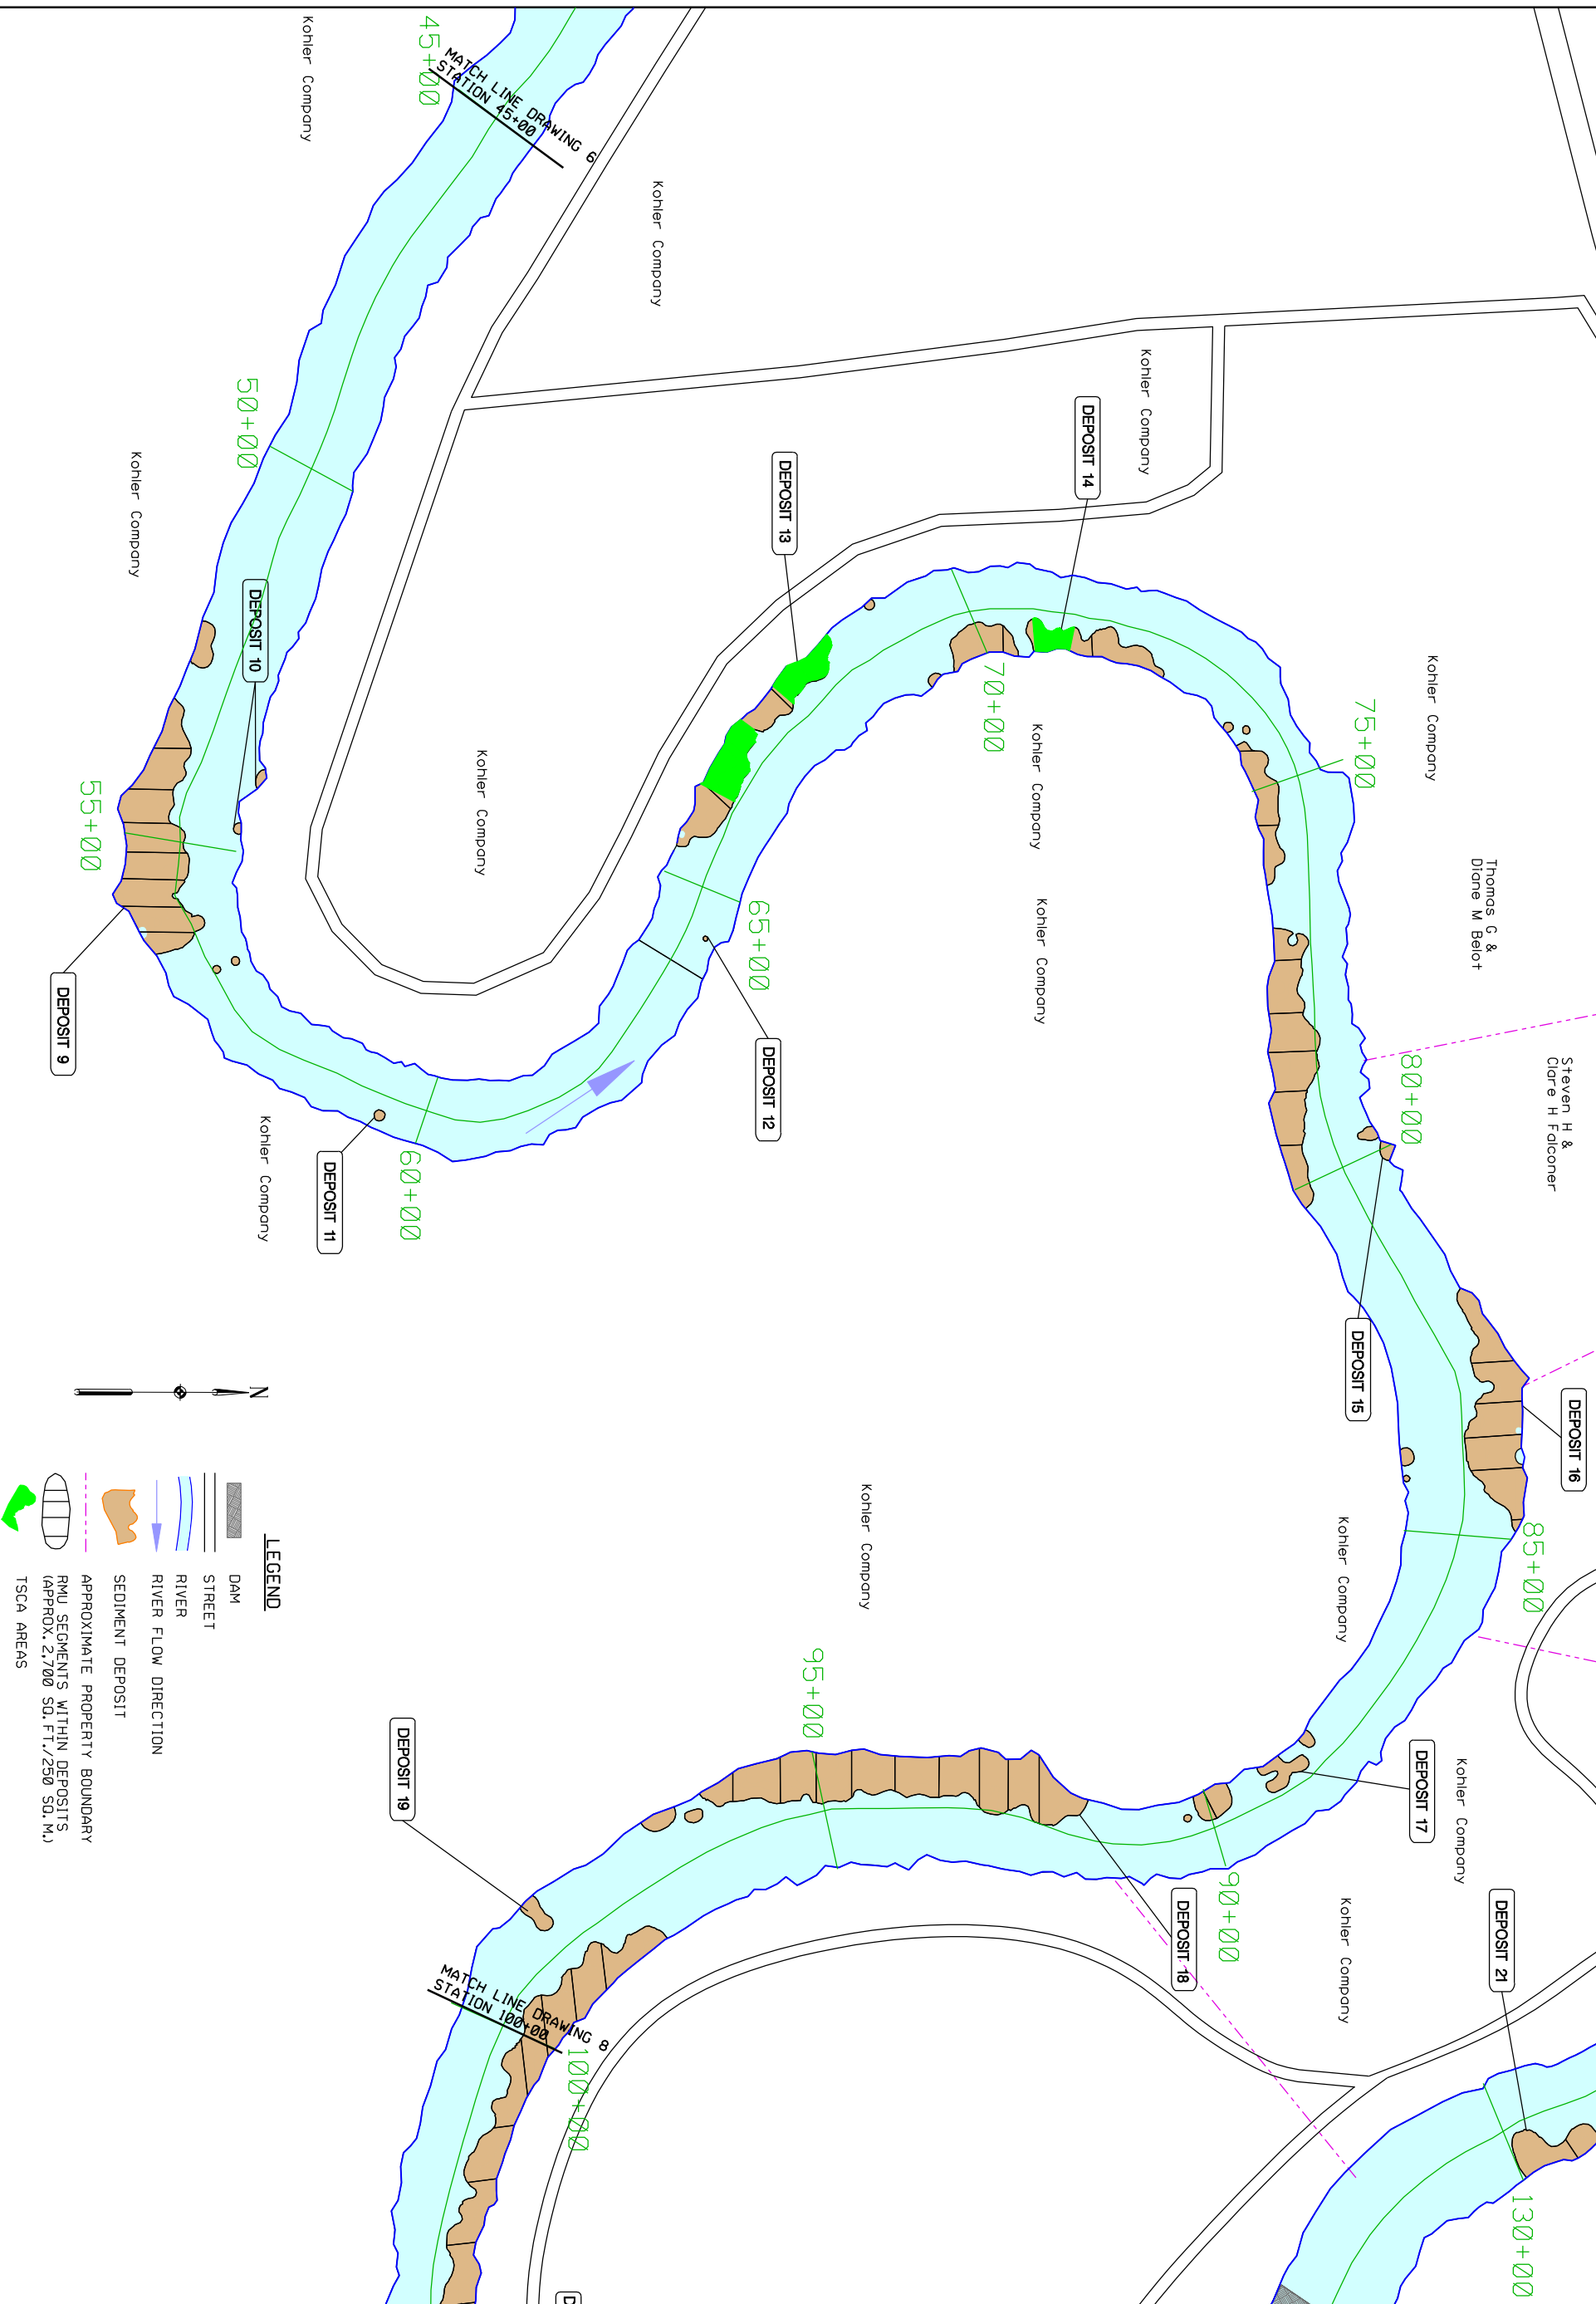 Kohler Company
45+00
MATCH LINE DRAWING 6
STATION 45+00
Kohler Company
Kohler Company
50+00
Kohler Company
DEPOSIT 14
DEPOSIT 13
DEPOSIT 10
Kohler Company
Kohler Company
70+00
75+00
Kohler Company
55+00
Kohler Company
Thomas G &
Diane M Belot
Kohler Company
65+00
DEPOSIT 9
DEPOSIT 12
Steven H &
Clare H Falconer
80+00
Kohler Company
DEPOSIT 11
60+00
DEPOSIT 15
DEPOSIT 16
N
Kohler Company
Kohler Company
85+00
LEGEND
DAM
STREET
RIVER
RIVER FLOW DIRECTION
SEDIMENT DEPOSIT
APPROXIMATE PROPERTY BOUNDARY
RMU SEGMENTS WITHIN DEPOSITS
(APPROX. 2,700 SQ.FT./250 SQ.M.)
TSCA AREAS
95+00
DEPOSIT 19
DEPOSIT 17
Kohler Company
90+00
DEPOSIT 18
Kohler Company
DEPOSIT 21
MATCH LINE DRAWING 8
STATION 100+00
100+00
130+00
D